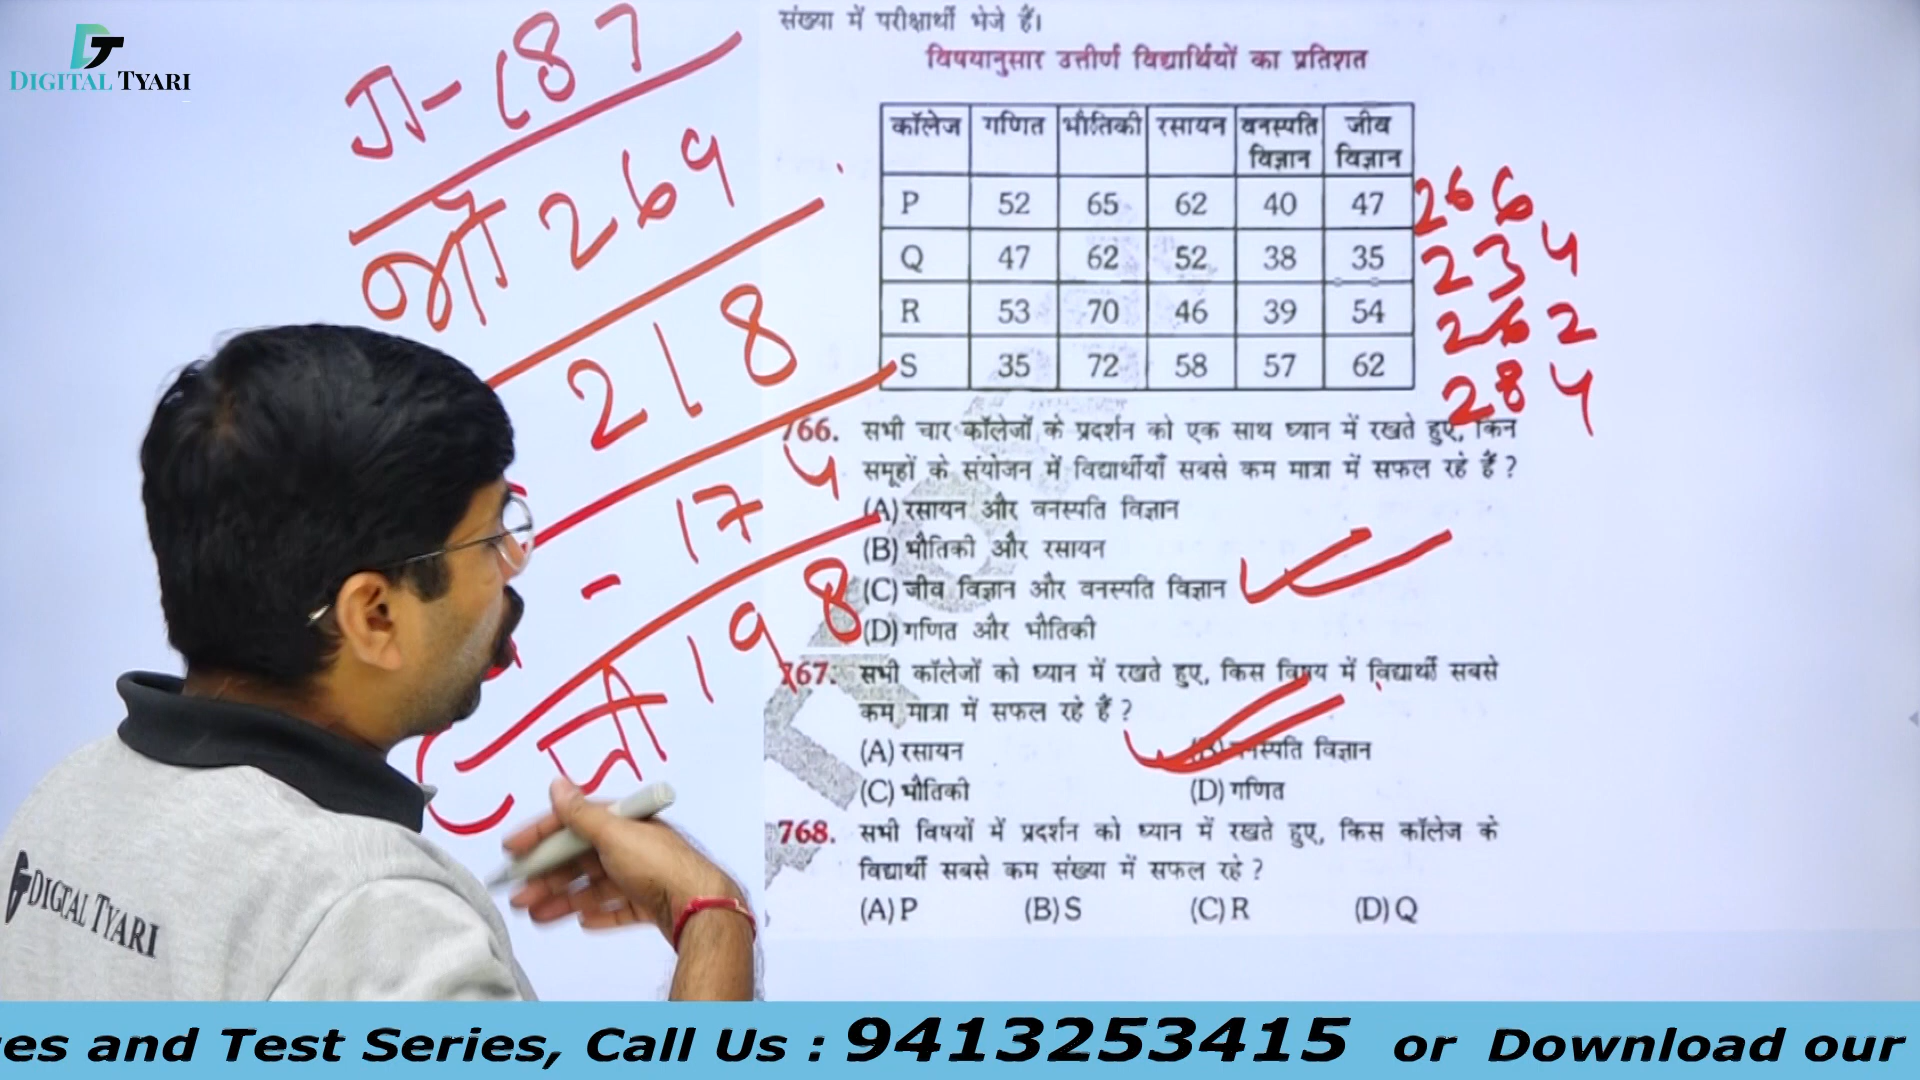 DIGITAL TYARI
संख्या में परीक्षार्थी भेजे हैं।
विषयानुसार उत्तीर्ण विद्यार्थियों का प्रतिशत
कॉलेज गणित भौतिकी रसायन वनस्पति विज्ञान जीव विज्ञान
P 52 65 62 40 47
Q 47 62 52 38 35
R 53 70 46 39 54
S 35 72 58 57 62
266
234
262
284
ग-187
भौ 269
218
- 174
जी 198
766. सभी चार कॉलेजों के प्रदर्शन को एक साथ ध्यान में रखते हुए, किन
समूहों के संयोजन में विद्यार्थीयाँ सबसे कम मात्रा में सफल रहे हैं ?
(A) रसायन और वनस्पति विज्ञान
(B) भौतिकी और रसायन
(C) जीव विज्ञान और वनस्पति विज्ञान
(D) गणित और भौतिकी
767. सभी कॉलेजों को ध्यान में रखते हुए, किस विषय में विद्यार्थी सबसे
कम मात्रा में सफल रहे हैं ?
(A) रसायन (B) वनस्पति विज्ञान
(C) भौतिकी (D) गणित
768. सभी विषयों में प्रदर्शन को ध्यान में रखते हुए, किस कॉलेज के
विद्यार्थी सबसे कम संख्या में सफल रहे ?
(A) P (B) S (C) R (D) Q
DIGITAL TYARI
es and Test Series, Call Us : 9413253415 or Download our